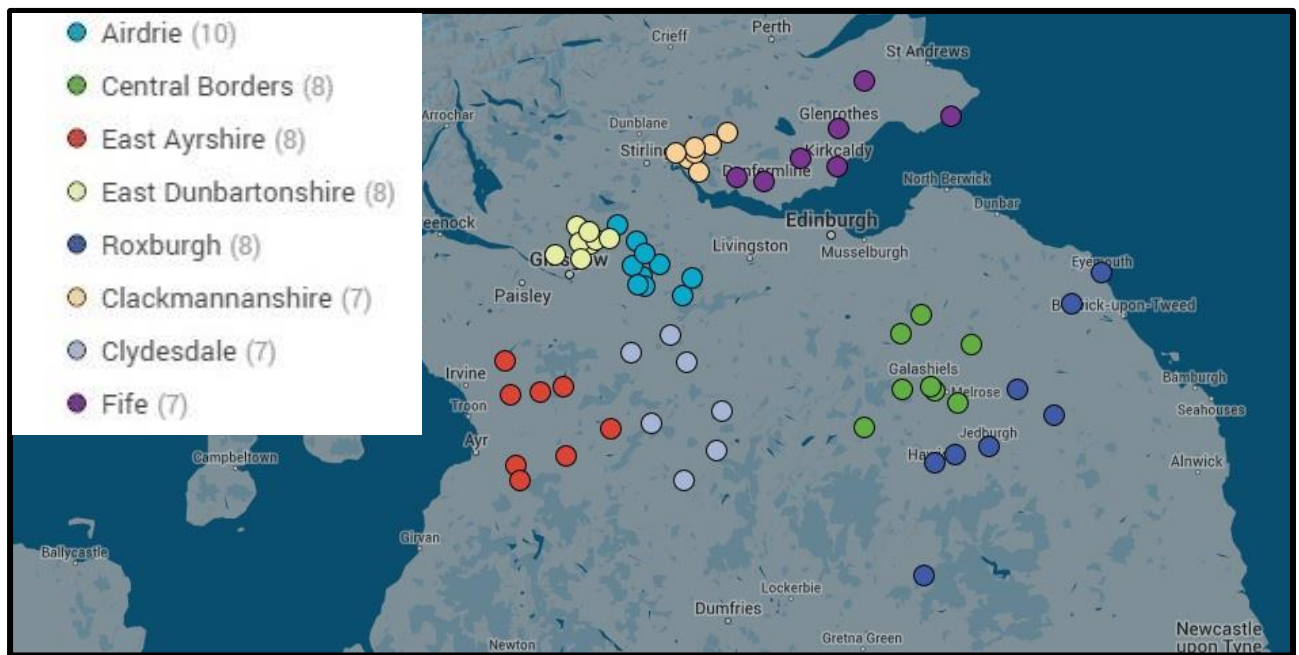 Airdrie (10)
Central Borders (8)
East Ayrshire (8)
East Dunbartonshire (8)
Roxburgh (8)
Clackmannanshire (7)
Clydesdale (7)
Fife (7)
Crieff
Perth
St Andrews
Arrochar
Dunblane
Glenrothes
Kirkcaldy
North Berwick
Dunbar
Edinburgh
Livingston
Musselburgh
Paisley
Eyemouth
Irvine
Galashiels
Melrose
Bamburgh
Seahouses
Troon
Ayr
Jedburgh
Campbeltown
Alnwick
Girvan
Ballycastle
Lockerbie
Dumfries
Newton
Gretna Green
Newcastle
upon Tyne